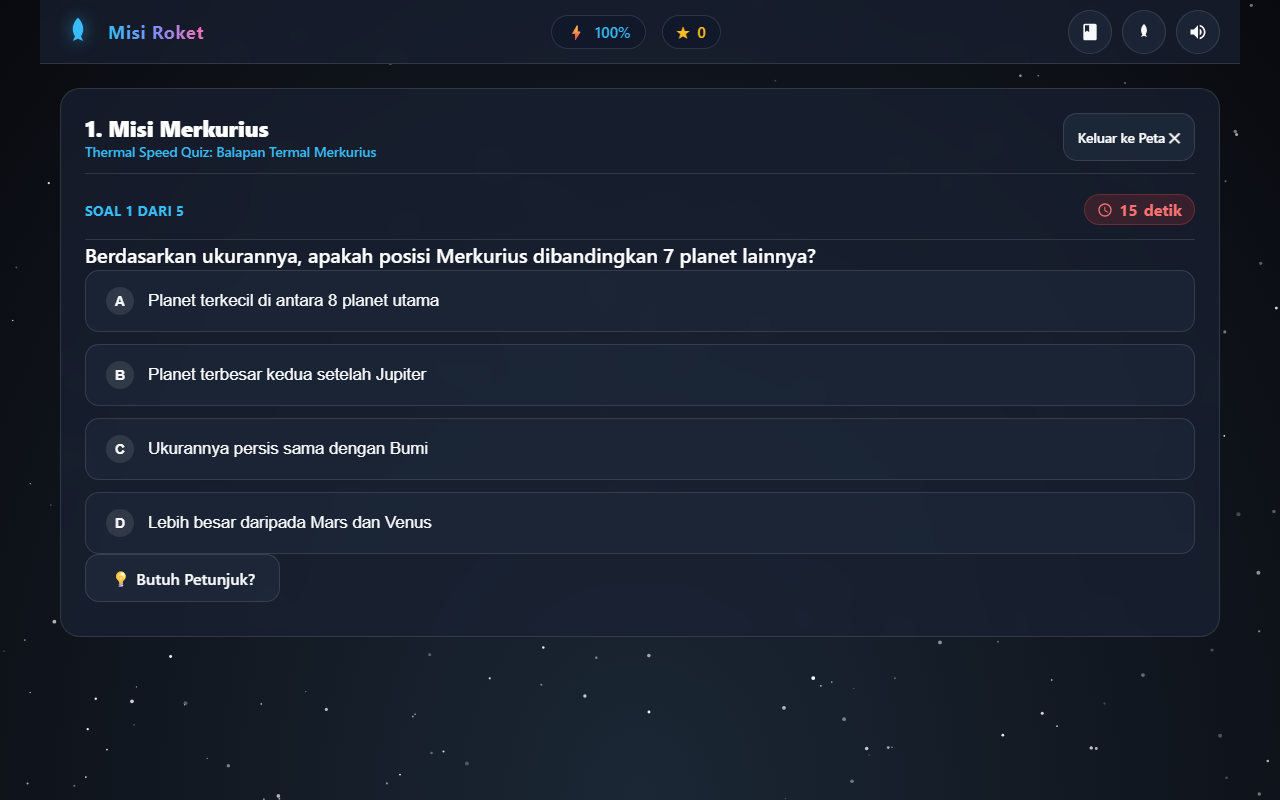 Misi Roket
100%
0
1. Misi Merkurius
Thermal Speed Quiz: Balapan Termal Merkurius
Keluar ke Peta ✕
SOAL 1 DARI 5
15 detik
Berdasarkan ukurannya, apakah posisi Merkurius dibandingkan 7 planet lainnya?
A Planet terkecil di antara 8 planet utama
B Planet terbesar kedua setelah Jupiter
C Ukurannya persis sama dengan Bumi
D Lebih besar daripada Mars dan Venus
Butuh Petunjuk?